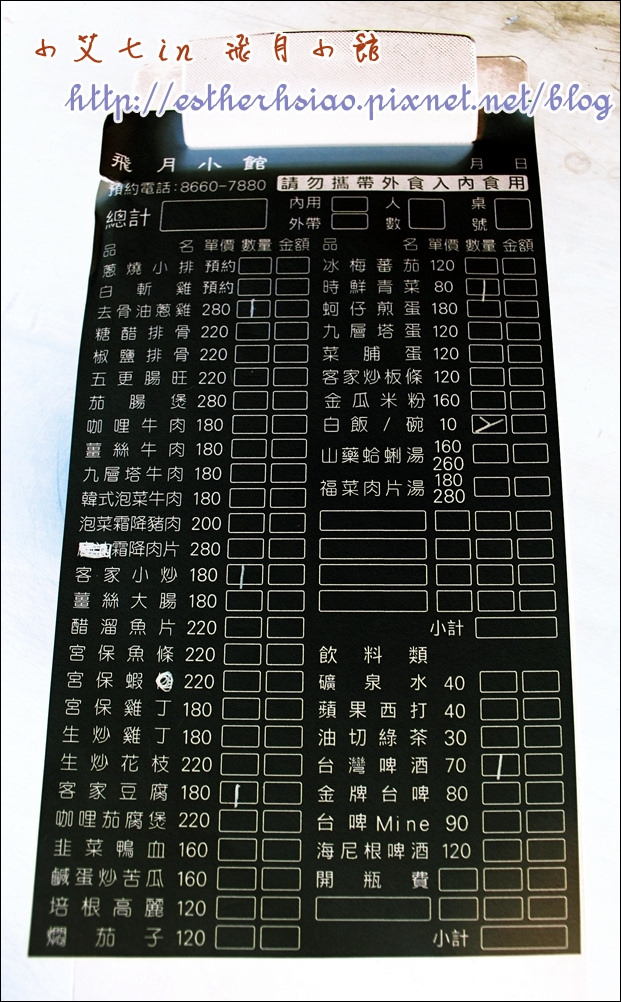 小艾七in 飛月小館
http://estherhsiao.pixnet.net/blog
飛月小館 月 日
預約電話:8660-7880 請勿攜帶外食入內食用
總計 內用 外帶 人數 桌號
品名 單價 數量 金額
蔥燒小排 預約
白斬雞 預約
去骨油蔥雞 280
糖醋排骨 220
椒鹽排骨 220
五更腸旺 220
茄腸煲 280
咖哩牛肉 180
薑絲牛肉 180
九層塔牛肉 180
韓式泡菜牛肉 180
泡菜霜降豬肉 200
霜降肉片 280
客家小炒 180
薑絲大腸 180
醋溜魚片 220
宮保魚條 220
宮保蝦 220
宮保雞丁 180
生炒雞丁 180
生炒花枝 220
客家豆腐 180
咖哩茄腐煲 220
韭菜鴨血 160
鹹蛋炒苦瓜 160
培根高麗 120
燜茄子 120
品名 單價 數量 金額
冰梅蕃茄 120
時鮮青菜 80
蚵仔煎蛋 180
九層塔蛋 120
菜脯蛋 120
客家炒板條 120
金瓜米粉 160
白飯/碗 10
山藥蛤蜊湯 160 260
福菜肉片湯 180 280
小計
飲料類
礦泉水 40
蘋果西打 40
油切綠茶 30
台灣啤酒 70
金牌台啤 80
台啤Mine 90
海尼根啤酒 120
開瓶費
小計